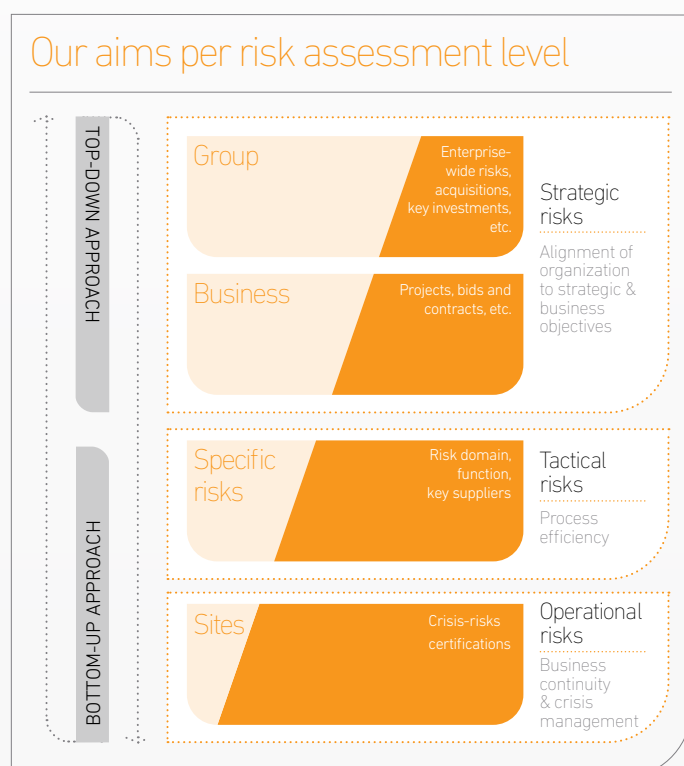 Our aims per risk assessment level
TOP-DOWN APPROACH
Group
Enterprise-
wide risks,
acquisitions,
key investments,
etc.
Business
Projects, bids and
contracts, etc.
Strategic
risks
Alignment of
organization
to strategic &
business
objectives
BOTTOM-UP APPROACH
Specific
risks
Risk domain,
function,
key suppliers
Tactical
risks
Process
efficiency
Sites
Crisis-risks
certifications
Operational
risks
Business
continuity
& crisis
management